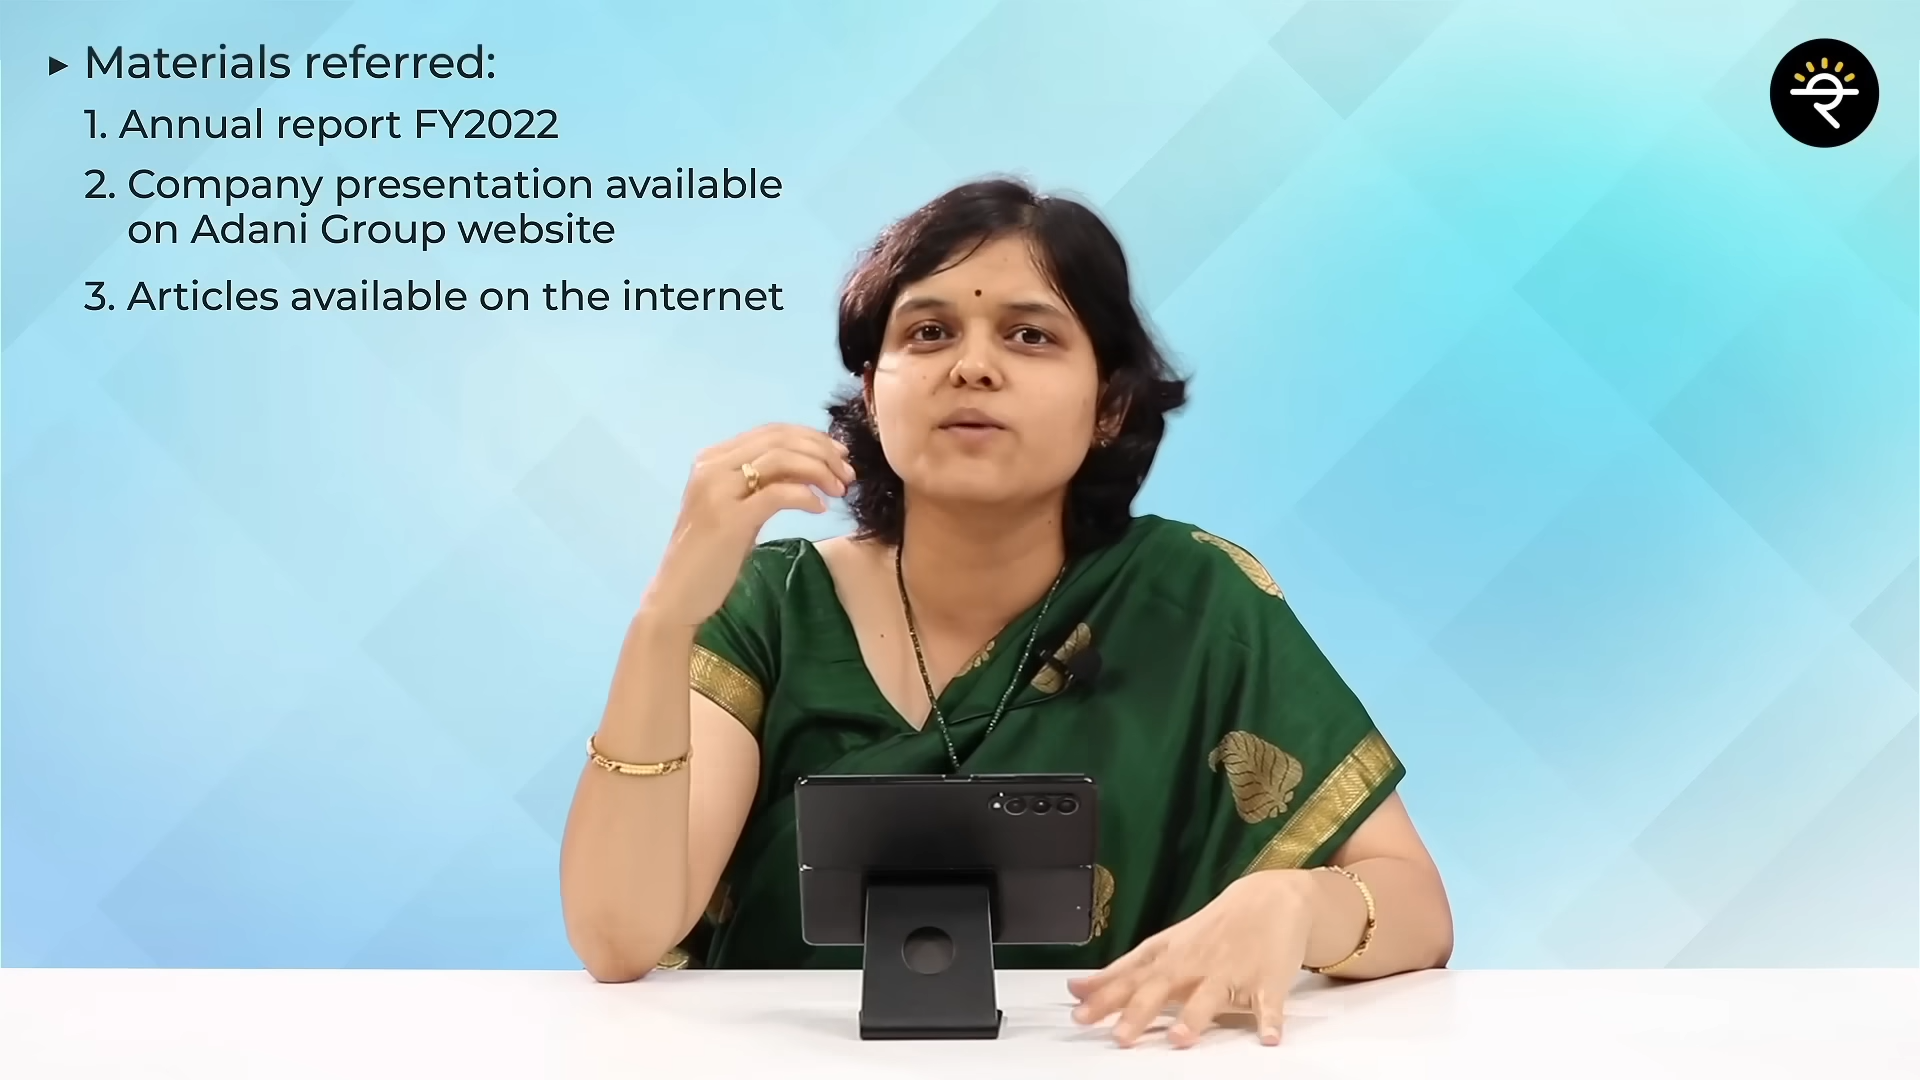 ▸ Materials referred:
1. Annual report FY2022
2. Company presentation available
on Adani Group website
3. Articles available on the internet